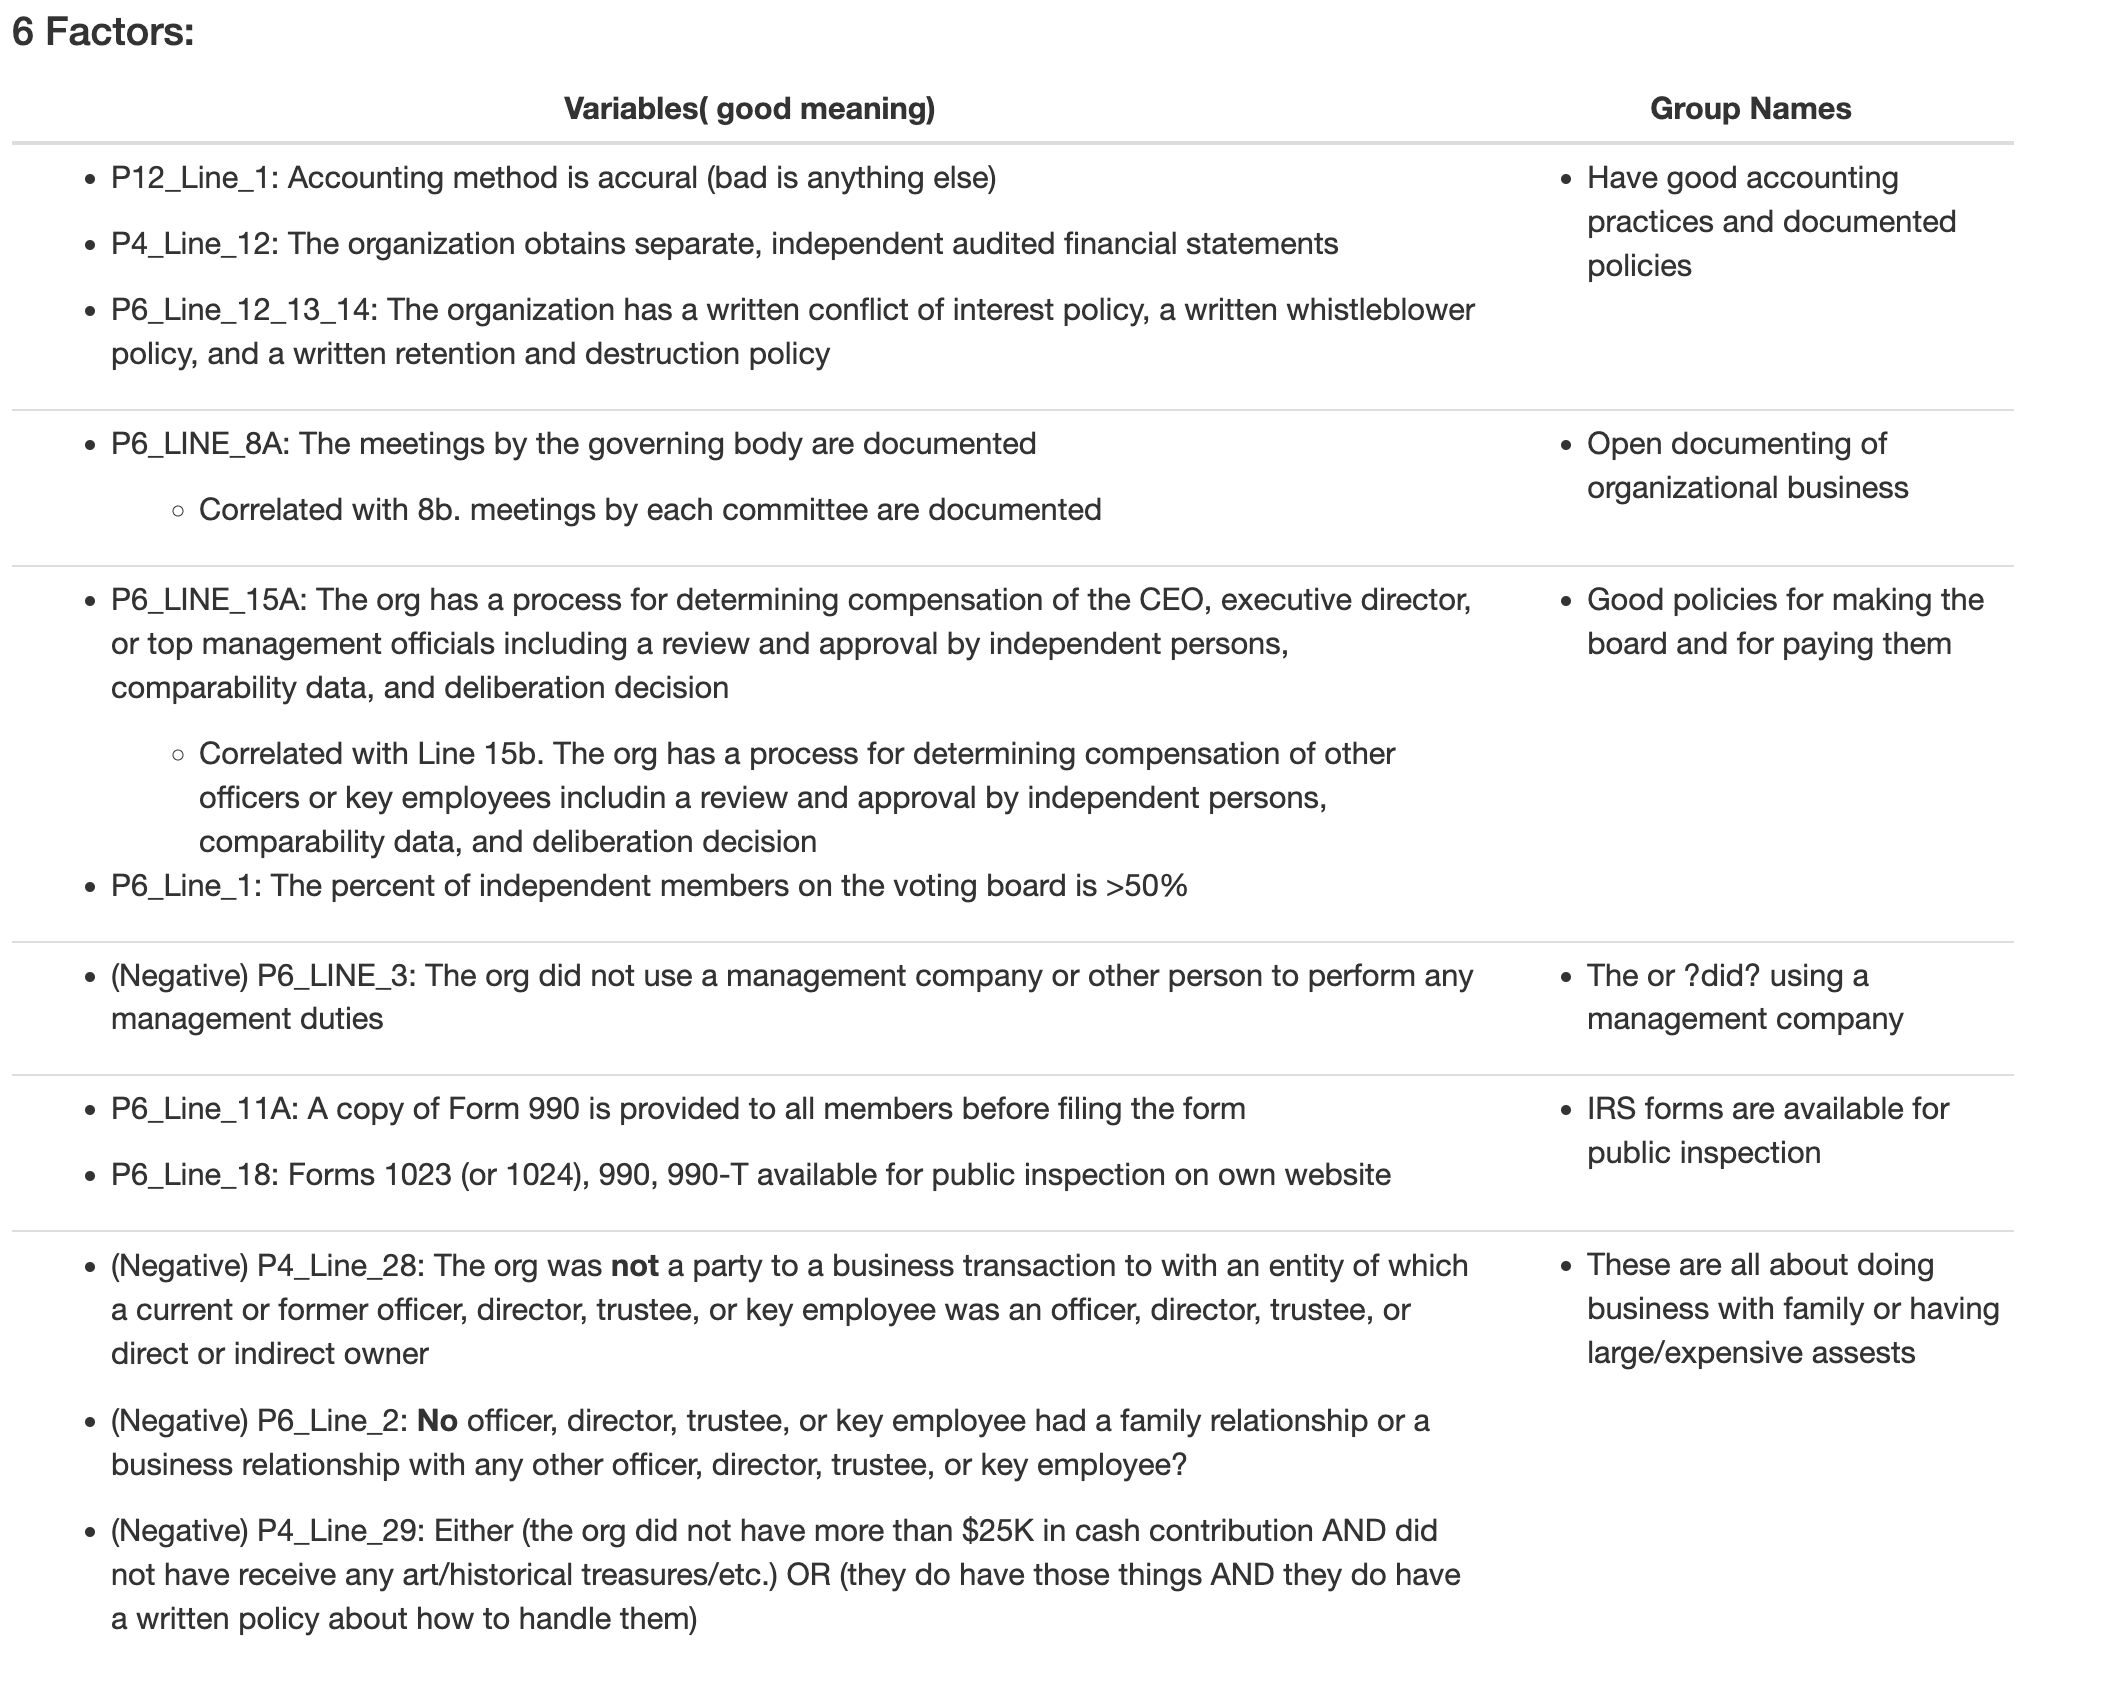 6 Factors:
Variables( good meaning)
Group Names
P12_Line_1: Accounting method is accural (bad is anything else)
P4_Line_12: The organization obtains separate, independent audited financial statements
P6_Line_12_13_14: The organization has a written conflict of interest policy, a written whistleblower
policy, and a written retention and destruction policy
Have good accounting
practices and documented
policies
P6_LINE_8A: The meetings by the governing body are documented
Correlated with 8b. meetings by each committee are documented
Open documenting of
organizational business
P6_LINE_15A: The org has a process for determining compensation of the CEO, executive director,
or top management officials including a review and approval by independent persons,
comparability data, and deliberation decision
Correlated with Line 15b. The org has a process for determining compensation of other
officers or key employees includin a review and approval by independent persons,
comparability data, and deliberation decision
P6_Line_1: The percent of independent members on the voting board is >50%
Good policies for making the
board and for paying them
(Negative) P6_LINE_3: The org did not use a management company or other person to perform any
management duties
The or ?did? using a
management company
P6_Line_11A: A copy of Form 990 is provided to all members before filing the form
P6_Line_18: Forms 1023 (or 1024), 990, 990-T available for public inspection on own website
IRS forms are available for
public inspection
(Negative) P4_Line_28: The org was not a party to a business transaction to with an entity of which
a current or former officer, director, trustee, or key employee was an officer, director, trustee, or
direct or indirect owner
(Negative) P6_Line_2: No officer, director, trustee, or key employee had a family relationship or a
business relationship with any other officer, director, trustee, or key employee?
(Negative) P4_Line_29: Either (the org did not have more than $25K in cash contribution AND did
not have receive any art/historical treasures/etc.) OR (they do have those things AND they do have
a written policy about how to handle them)
These are all about doing
business with family or having
large/expensive assests